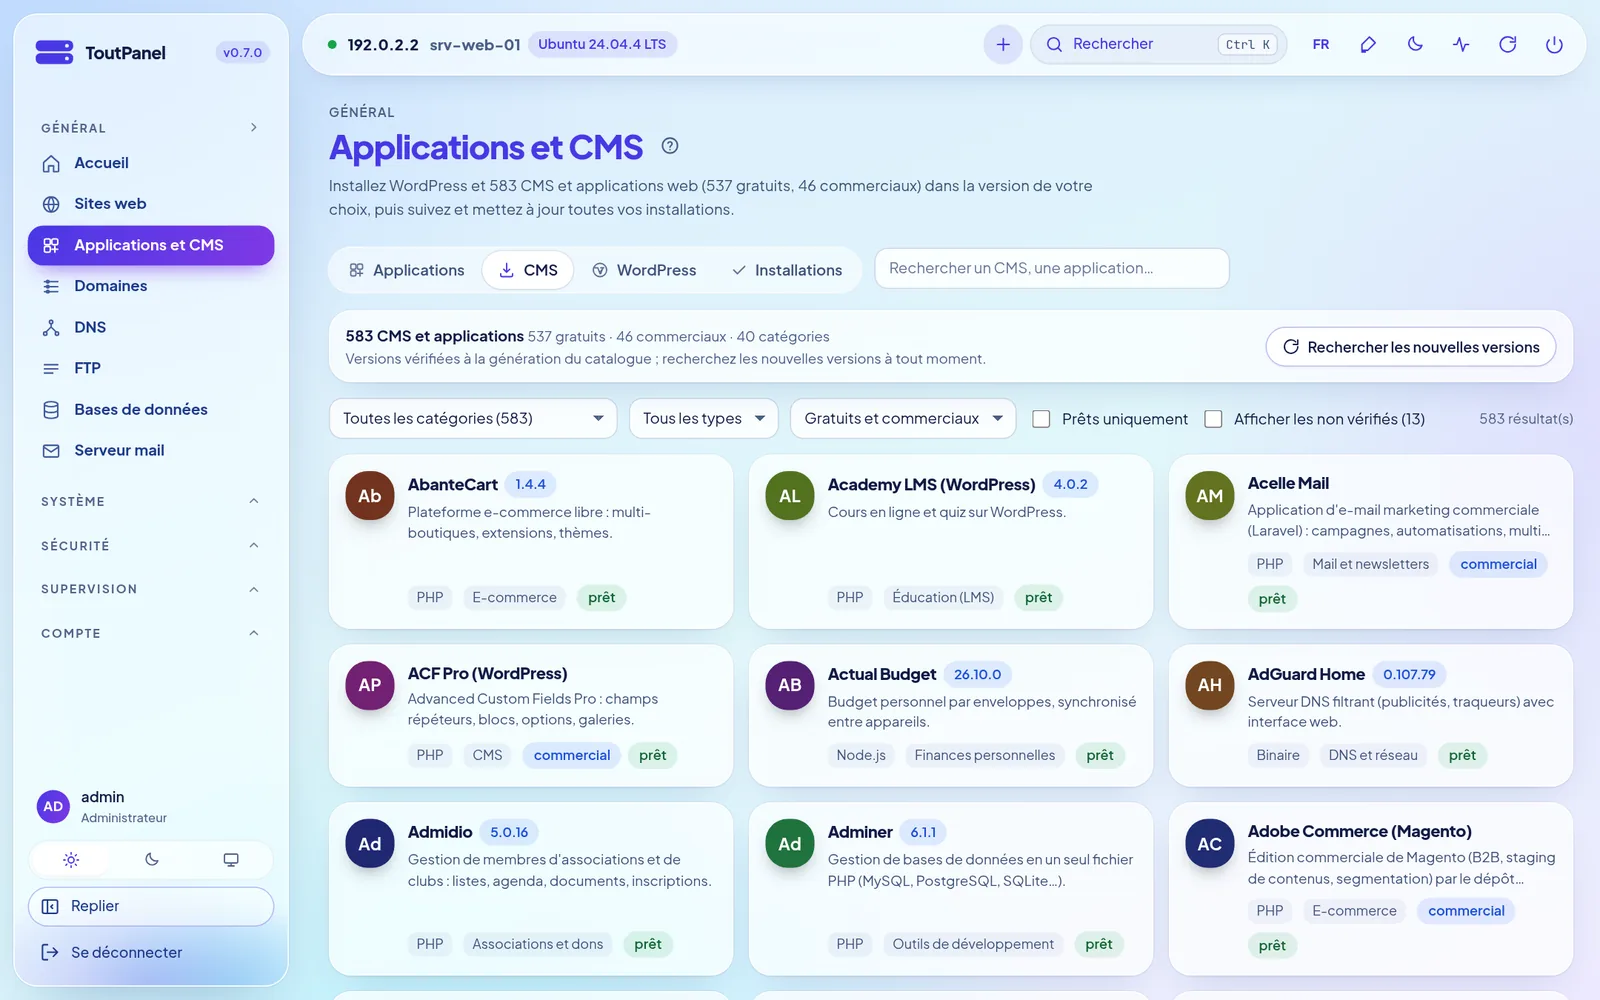 ToutPanel
v0.7.0
192.0.2.2 srv-web-01 Ubuntu 24.04.4 LTS
Rechercher Ctrl K
FR
GÉNÉRAL
Accueil
Sites web
Applications et CMS
Domaines
DNS
FTP
Bases de données
Serveur mail
SYSTÈME
SÉCURITÉ
SUPERVISION
COMPTE
AD
admin
Administrateur
Replier
Se déconnecter
GÉNÉRAL
Applications et CMS
Installez WordPress et 583 CMS et applications web (537 gratuits, 46 commerciaux) dans la version de votre
choix, puis suivez et mettez à jour toutes vos installations.
Applications CMS WordPress Installations
Rechercher un CMS, une application…
583 CMS et applications 537 gratuits · 46 commerciaux · 40 catégories
Versions vérifiées à la génération du catalogue ; recherchez les nouvelles versions à tout moment.
Rechercher les nouvelles versions
Toutes les catégories (583) Tous les types Gratuits et commerciaux Prêts uniquement Afficher les non vérifiés (13) 583 résultat(s)
Ab
AbanteCart 1.4.4
Plateforme e-commerce libre : multi-
boutiques, extensions, thèmes.
PHP E-commerce prêt
AL
Academy LMS (WordPress) 4.0.2
Cours en ligne et quiz sur WordPress.
PHP Éducation (LMS) prêt
AM
Acelle Mail
Application d'e-mail marketing commerciale
(Laravel) : campagnes, automatisations, multi…
PHP Mail et newsletters commercial
prêt
AP
ACF Pro (WordPress)
Advanced Custom Fields Pro : champs
répéteurs, blocs, options, galeries.
PHP CMS commercial prêt
AB
Actual Budget 26.10.0
Budget personnel par enveloppes, synchronisé
entre appareils.
Node.js Finances personnelles prêt
AH
AdGuard Home 0.107.79
Serveur DNS filtrant (publicités, traqueurs) avec
interface web.
Binaire DNS et réseau prêt
Ad
Admidio 5.0.16
Gestion de membres d'associations et de
clubs : listes, agenda, documents, inscriptions.
PHP Associations et dons prêt
Ad
Adminer 6.1.1
Gestion de bases de données en un seul fichier
PHP (MySQL, PostgreSQL, SQLite…).
PHP Outils de développement prêt
AC
Adobe Commerce (Magento)
Édition commerciale de Magento (B2B, staging
de contenus, segmentation) par le dépôt…
PHP E-commerce commercial
prêt